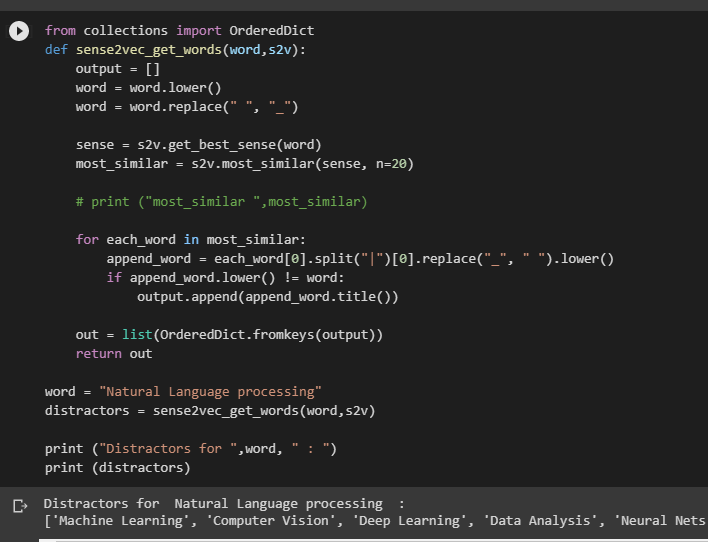 from collections import OrderedDict
def sense2vec_get_words(word,s2v):
    output = []
    word = word.lower()
    word = word.replace(" ", "_")

    sense = s2v.get_best_sense(word)
    most_similar = s2v.most_similar(sense, n=20)

    # print ("most_similar ",most_similar)

    for each_word in most_similar:
        append_word = each_word[0].split("|")[0].replace("_", " ").lower()
        if append_word.lower() != word:
            output.append(append_word.title())

    out = list(OrderedDict.fromkeys(output))
    return out

word = "Natural Language processing"
distractors = sense2vec_get_words(word,s2v)

print ("Distractors for ",word, " : ")
print (distractors)
Distractors for  Natural Language processing  :
['Machine Learning', 'Computer Vision', 'Deep Learning', 'Data Analysis', 'Neural Nets